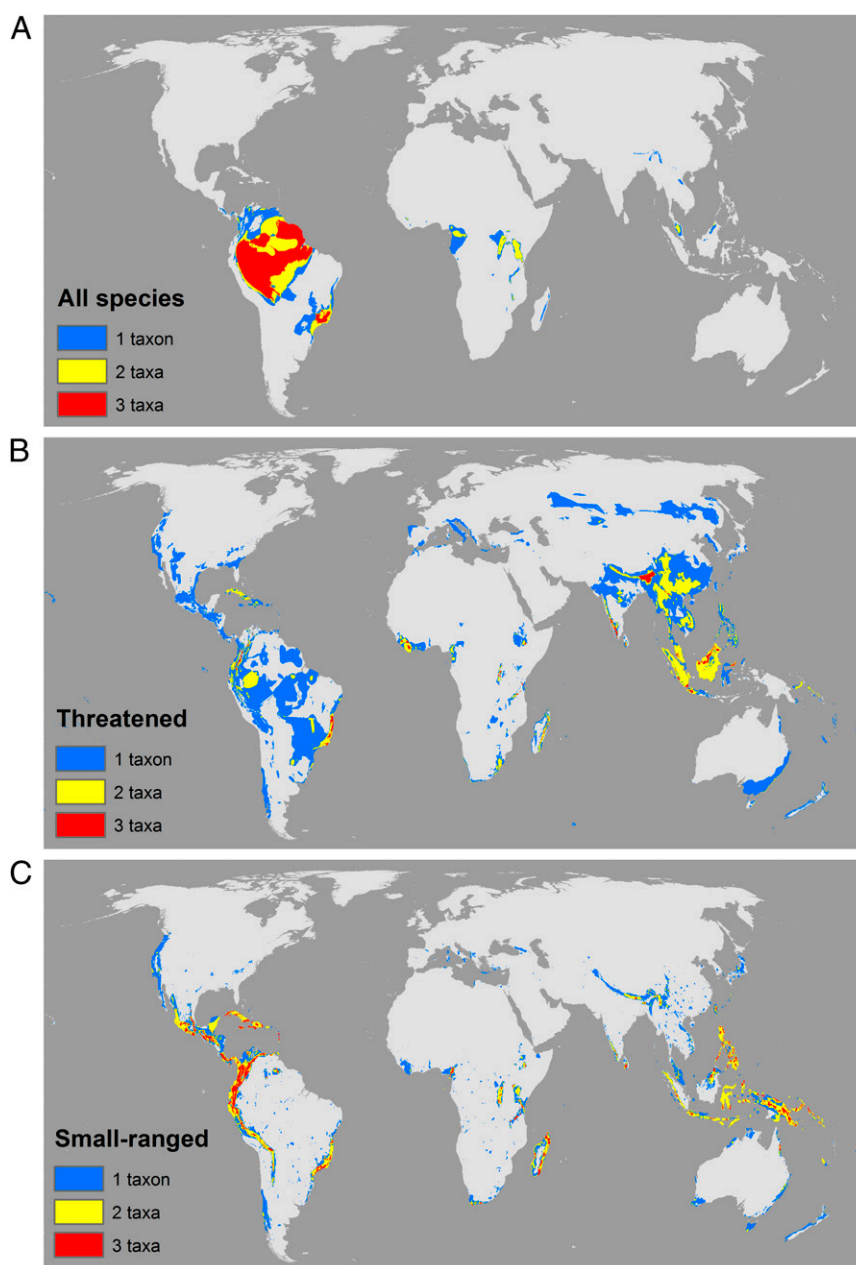 A
All species
1 taxon
2 taxa
3 taxa
B
Threatened
1 taxon
2 taxa
3 taxa
C
Small-ranged
1 taxon
2 taxa
3 taxa